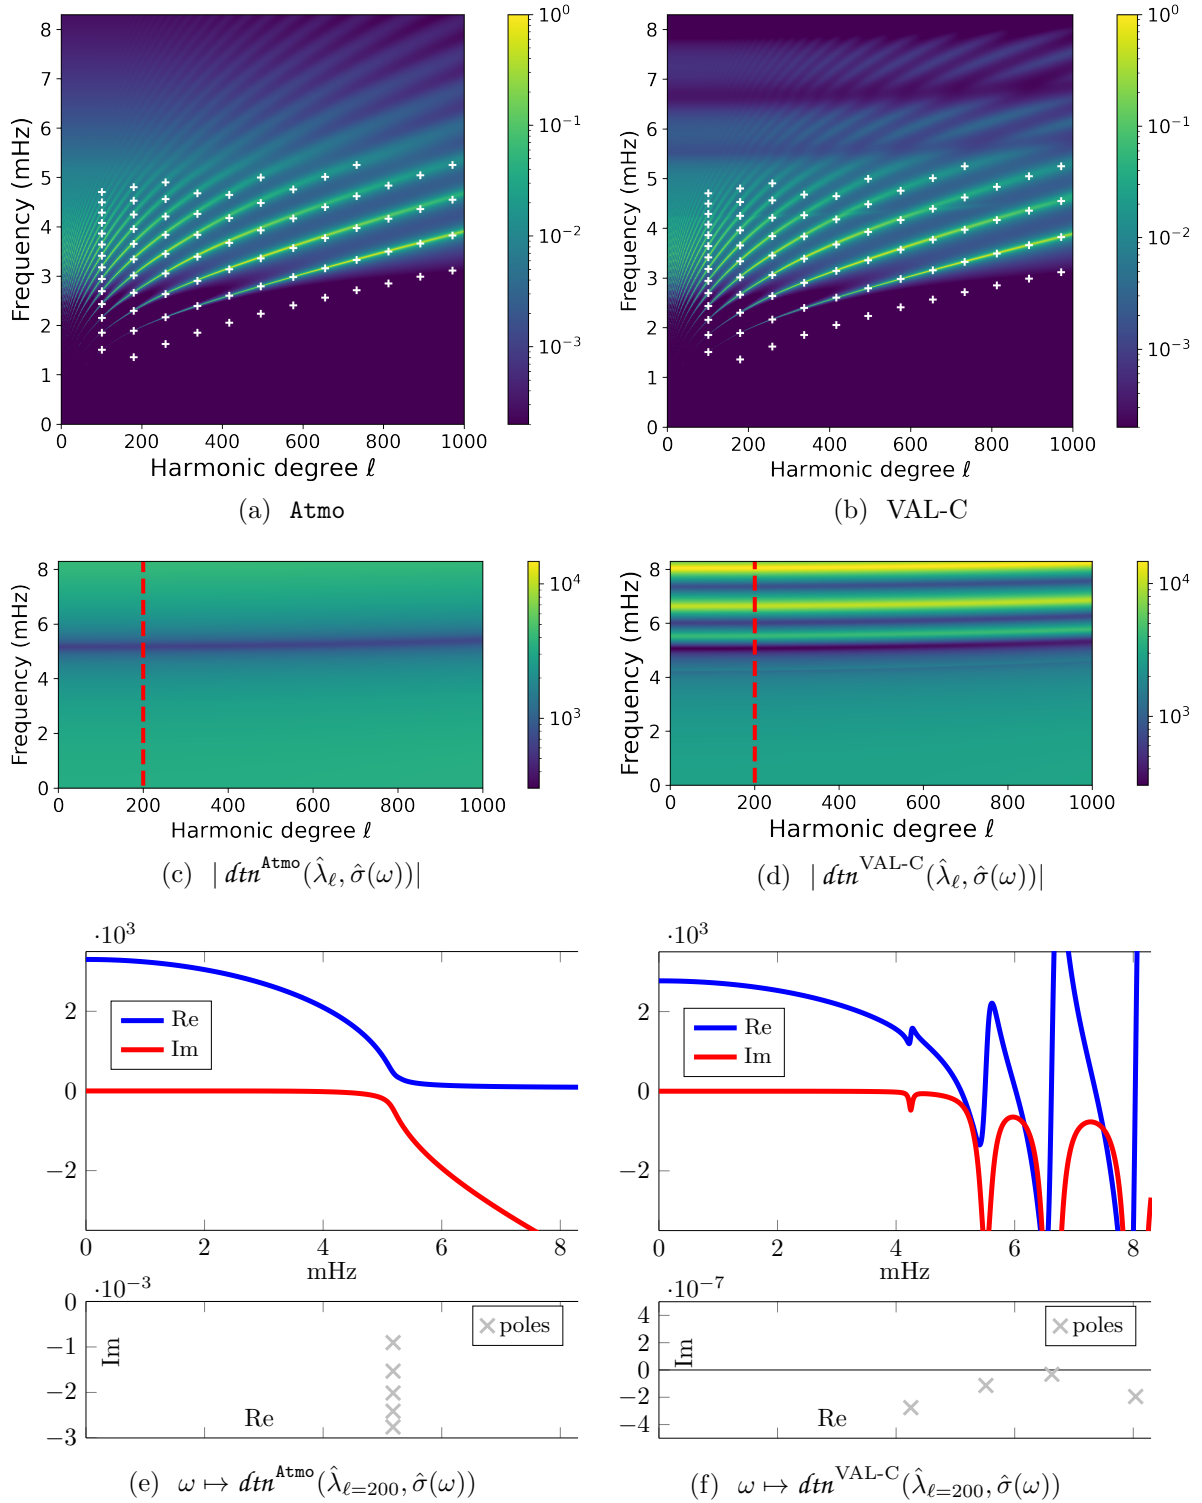 8
7
6
5
4
3
2
1
0
Frequency (mHz)
0 200 400 600 800 1000
Harmonic degree ℓ
10^0
10^-1
10^-2
10^-3
(a) Atmo
8
7
6
5
4
3
2
1
0
Frequency (mHz)
0 200 400 600 800 1000
Harmonic degree ℓ
10^0
10^-1
10^-2
10^-3
(b) VAL-C
8
6
4
2
0
Frequency (mHz)
0 200 400 600 800 1000
Harmonic degree ℓ
10^4
10^3
(c) | dtn^Atmo(λ̂_ℓ, σ̂(ω))|
8
6
4
2
0
Frequency (mHz)
0 200 400 600 800 1000
Harmonic degree ℓ
10^4
10^3
(d) | dtn^VAL-C(λ̂_ℓ, σ̂(ω))|
·10^3
2
0
−2
Re
Im
0 2 4 6 8
mHz
·10^−3
0
−1
−2
−3
Im
Re
poles
(e) ω ↦ dtn^Atmo(λ̂_ℓ=200, σ̂(ω))
·10^3
2
0
−2
Re
Im
0 2 4 6 8
mHz
·10^−7
4
2
0
−2
−4
Im
Re
poles
(f) ω ↦ dtn^VAL-C(λ̂_ℓ=200, σ̂(ω))